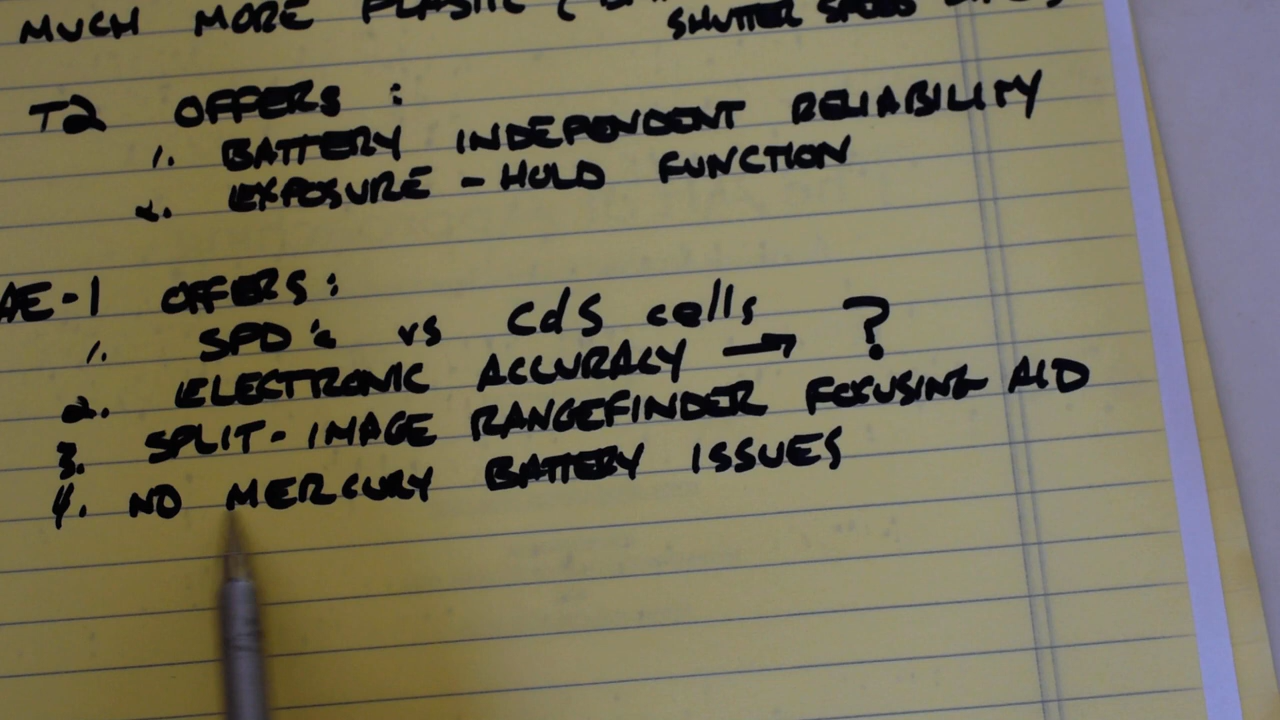 MUCH MORE PLASTIC (
SHUTTER SPEED
T2 OFFERS:
1. BATTERY INDEPENDENT RELIABILITY
2. EXPOSURE-HOLD FUNCTION
AE-1 OFFERS:
1. SPD's vs CdS cells
2. ELECTRONIC ACCURACY → ?
3. SPLIT-IMAGE RANGEFINDER FOCUSING AID
4. NO MERCURY BATTERY ISSUES